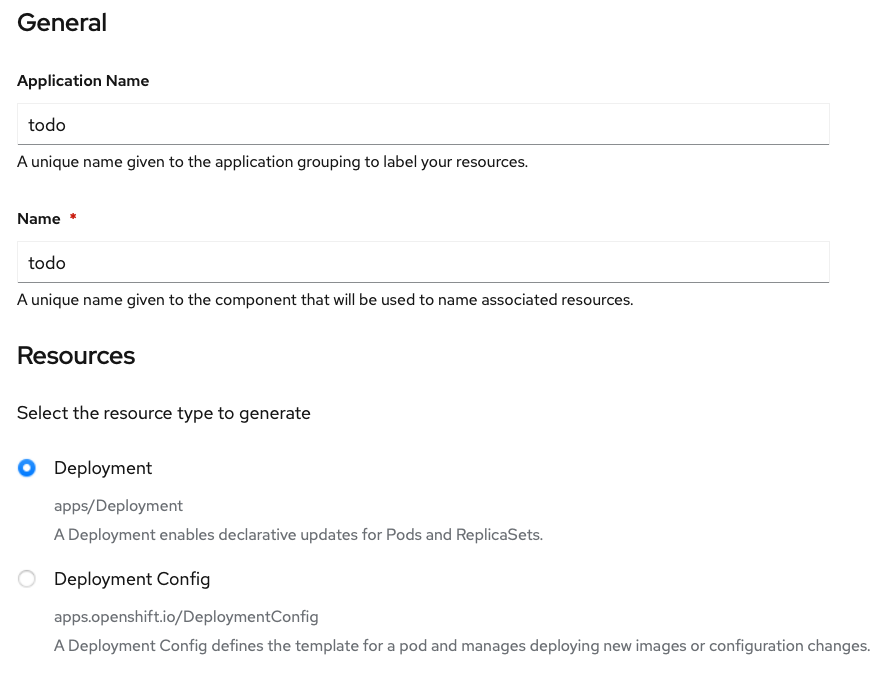 General
Application Name
todo
A unique name given to the application grouping to label your resources.
Name *
todo
A unique name given to the component that will be used to name associated resources.
Resources
Select the resource type to generate
Deployment
apps/Deployment
A Deployment enables declarative updates for Pods and ReplicaSets.
Deployment Config
apps.openshift.io/DeploymentConfig
A Deployment Config defines the template for a pod and manages deploying new images or configuration changes.